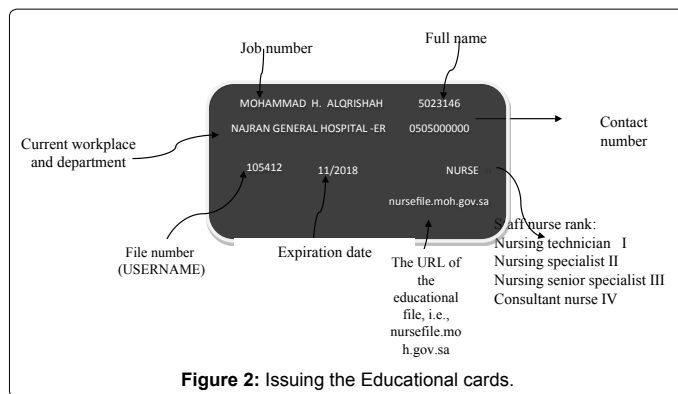 Job number
Full name
MOHAMMAD H. ALQRISHAH 5023146
NAJRAN GENERAL HOSPITAL -ER 0505000000
Contact
number
Current workplace
and department
105412 11/2018 NURSE
nursefile.moh.gov.sa
File number
(USERNAME)
Expiration date
The URL of
the
educational
file, i.e.,
nursefile.mo
h.gov.sa
Staff nurse rank:
Nursing technician I
Nursing specialist II
Nursing senior specialist III
Consultant nurse IV
Figure 2: Issuing the Educational cards.